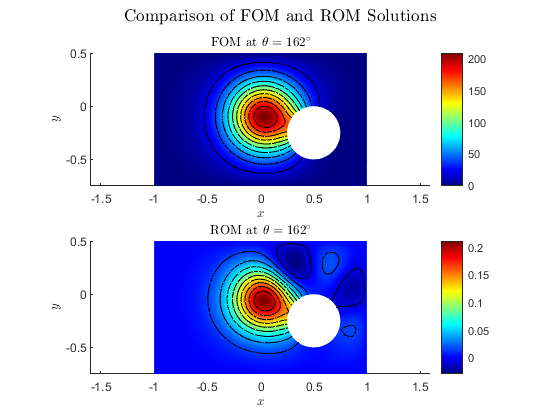 Comparison of FOM and ROM Solutions
FOM at θ = 162°
0.5
0
-0.5
y
-1.5 -1 -0.5 0 0.5 1 1.5
x
200
150
100
50
0
ROM at θ = 162°
0.5
0
-0.5
y
-1.5 -1 -0.5 0 0.5 1 1.5
x
0.2
0.15
0.1
0.05
0